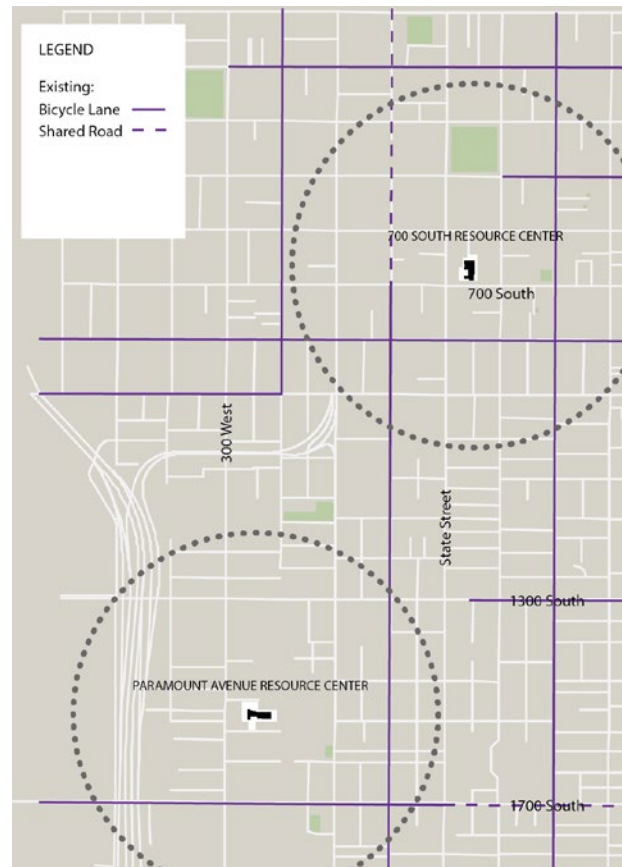 LEGEND
Existing:
Bicycle Lane
Shared Road
700 SOUTH RESOURCE CENTER
700 South
300 West
State Street
1300 South
PARAMOUNT AVENUE RESOURCE CENTER
1700 South